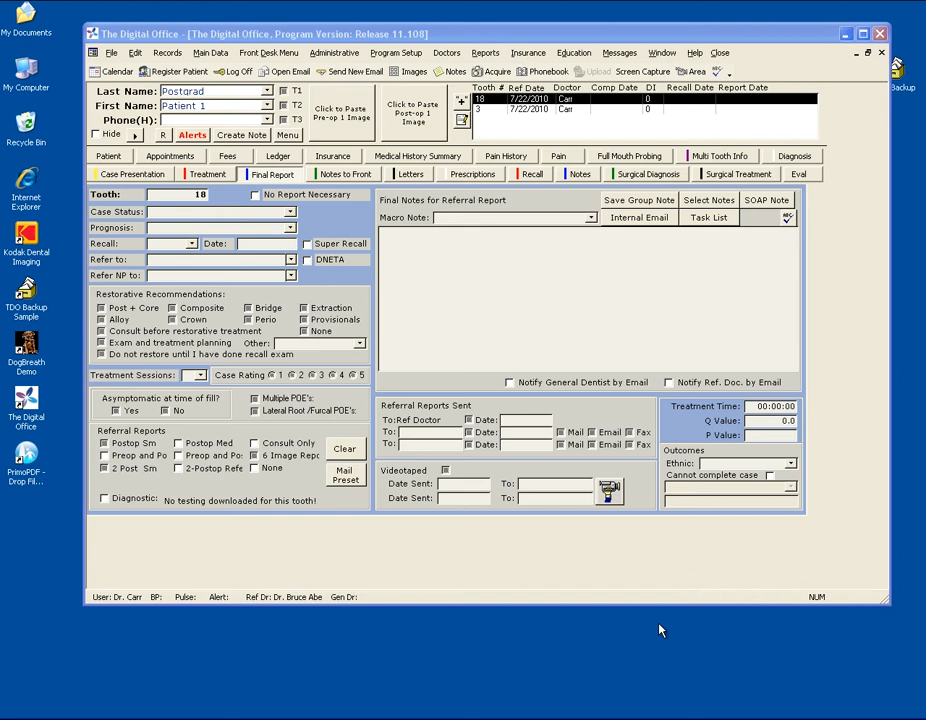 My Documents
My Computer
Recycle Bin
Internet
Explorer
Kodak Dental
Imaging
TDO Backup
Sample
DogBreath
Demo
The Digital
Office
PrimoPDF -
Drop Fil...
Backup
The Digital Office - [The Digital Office, Program Version: Release 11.108]
File Edit Records Main Data Front Desk Menu Administrative Program Setup Doctors Reports Insurance Education Messages Window Help Close
Calendar Register Patient Log Off Open Email Send New Email Images Notes Acquire Phonebook Upload Screen Capture Area
Last Name: Postgrad T1
First Name: Patient 1 T2
Phone(H): T3
Hide R Alerts Create Note Menu
Click to Paste
Pre-op 1 Image
Click to Paste
Post-op 1
Image
Tooth # Ref Date Doctor Comp Date DI Recall Date Report Date
18 7/22/2010 Carr 0
3 7/22/2010 Carr 0
Patient Appointments Fees Ledger Insurance Medical History Summary Pain History Pain Full Mouth Probing Multi Tooth Info Diagnosis
Case Presentation Treatment Final Report Notes to Front Letters Prescriptions Recall Notes Surgical Diagnosis Surgical Treatment Eval
Tooth: 18 No Report Necessary
Case Status:
Prognosis:
Recall: Date: Super Recall
Refer to: DNETA
Refer NP to:
Restorative Recommendations:
Post + Core Composite Bridge Extraction
Alloy Crown Perio Provisionals
Consult before restorative treatment None
Exam and treatment planning Other:
Do not restore until I have done recall exam
Treatment Sessions: Case Rating 1 2 3 4 5
Asymptomatic at time of fill?
Yes No
Multiple POE's:
Lateral Root /Furcal POE's:
Referral Reports
Postop Sm Postop Med Consult Only
Preop and Po Preop and Po: 6 Image Repo
2 Post Sm 2-Postop Refe None
Clear
Mail
Preset
Diagnostic: No testing downloaded for this tooth!
Final Notes for Referral Report Save Group Note Select Notes SOAP Note
Macro Note: Internal Email Task List
Notify General Dentist by Email Notify Ref. Doc. by Email
Referral Reports Sent
To:Ref Doctor Date:
To: Date: Mail Email Fax
To: Date: Mail Email Fax
Videotaped
Date Sent: To:
Date Sent: To:
Treatment Time: 00:00:00
Q Value: 0.0
P Value:
Outcomes
Ethnic:
Cannot complete case
User: Dr. Carr BP: Pulse: Alert: Ref Dr: Dr. Bruce Abe Gen Dr: NUM